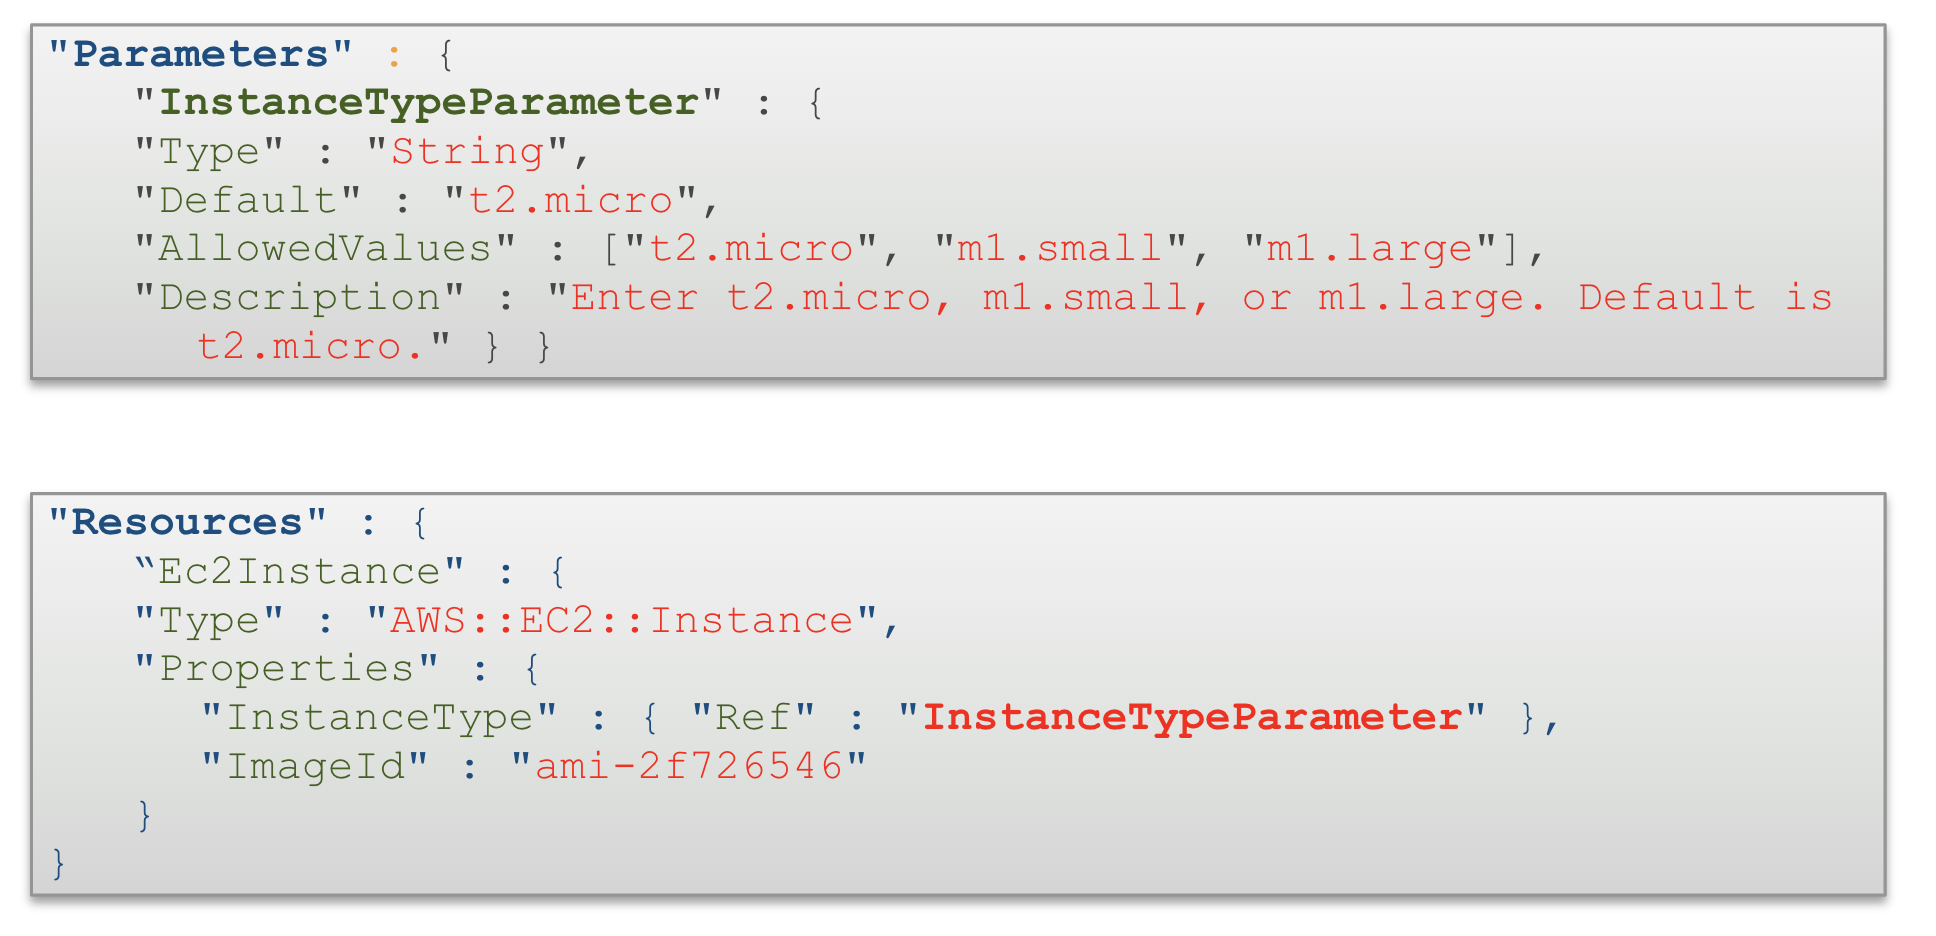 "Parameters" : {
"InstanceTypeParameter" : {
"Type" : "String",
"Default" : "t2.micro",
"AllowedValues" : ["t2.micro", "m1.small", "m1.large"],
"Description" : "Enter t2.micro, m1.small, or m1.large. Default is
t2.micro." } }
"Resources" : {
“Ec2Instance" : {
"Type" : "AWS::EC2::Instance",
"Properties" : {
"InstanceType" : { "Ref" : "InstanceTypeParameter" },
"ImageId" : "ami-2f726546"
}
}